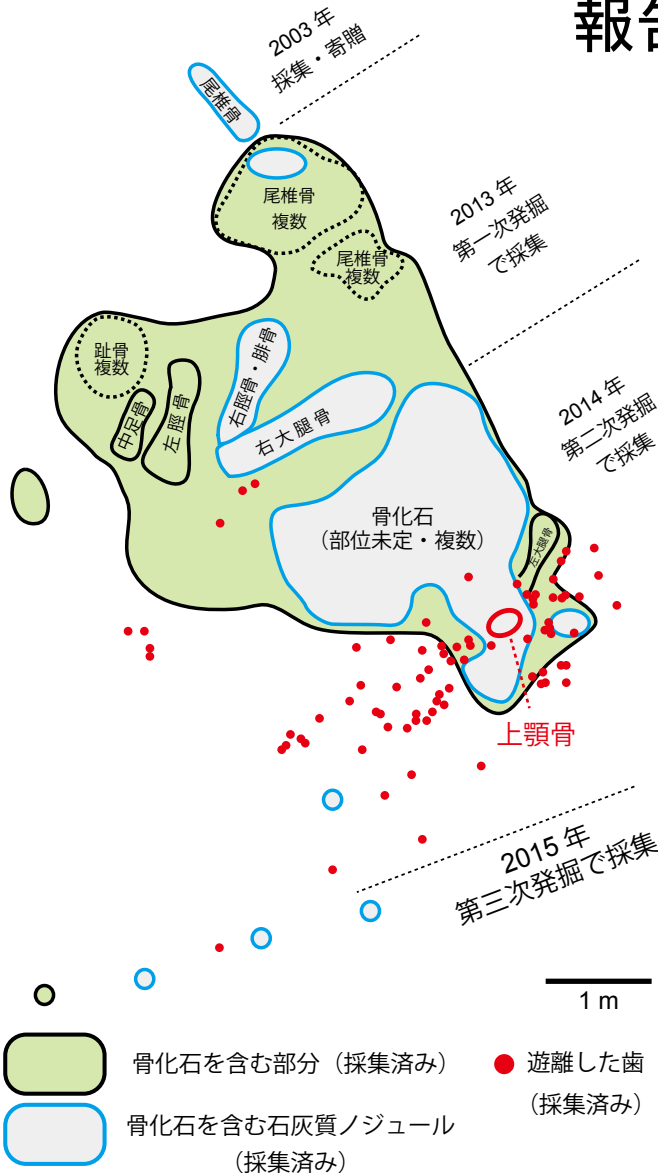 報告
2003 年
採集・寄贈
尾椎骨
尾椎骨
複数
2013 年
第一次発掘
で採集
尾椎骨
複数
趾骨
複数
中足骨
左脛骨
右脛骨・腓骨
右大腿骨
2014 年
第二次発掘
で採集
骨化石
（部位未定・複数）
左大腿骨
上顎骨
2015 年
第三次発掘で採集
1 m
骨化石を含む部分（採集済み）
遊離した歯
（採集済み）
骨化石を含む石灰質ノジュール
（採集済み）